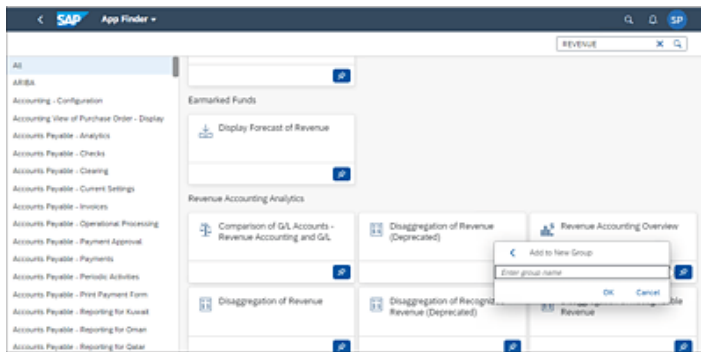 SAP App Finder
SP
REVENUE
All
ARIBA
Accounting - Configuration
Accounting View of Purchase Order - Display
Accounts Payable - Analytics
Accounts Payable - Checks
Accounts Payable - Clearing
Accounts Payable - Current Settings
Accounts Payable - Invoices
Accounts Payable - Operational Processing
Accounts Payable - Payment Approval
Accounts Payable - Payments
Accounts Payable - Periodic Activities
Accounts Payable - Print Payment Form
Accounts Payable - Reporting for Kuwait
Accounts Payable - Reporting for Oman
Accounts Payable - Reporting for Qatar
Earmarked Funds
Display Forecast of Revenue
Revenue Accounting Analytics
Comparison of G/L Accounts -
Revenue Accounting and G/L
Disaggregation of Revenue
(Deprecated)
Revenue Accounting Overview
Add to New Group
Enter group name
OK Cancel
Disaggregation of Revenue
Disaggregation of
Revenue (Deprecated)
Revenue